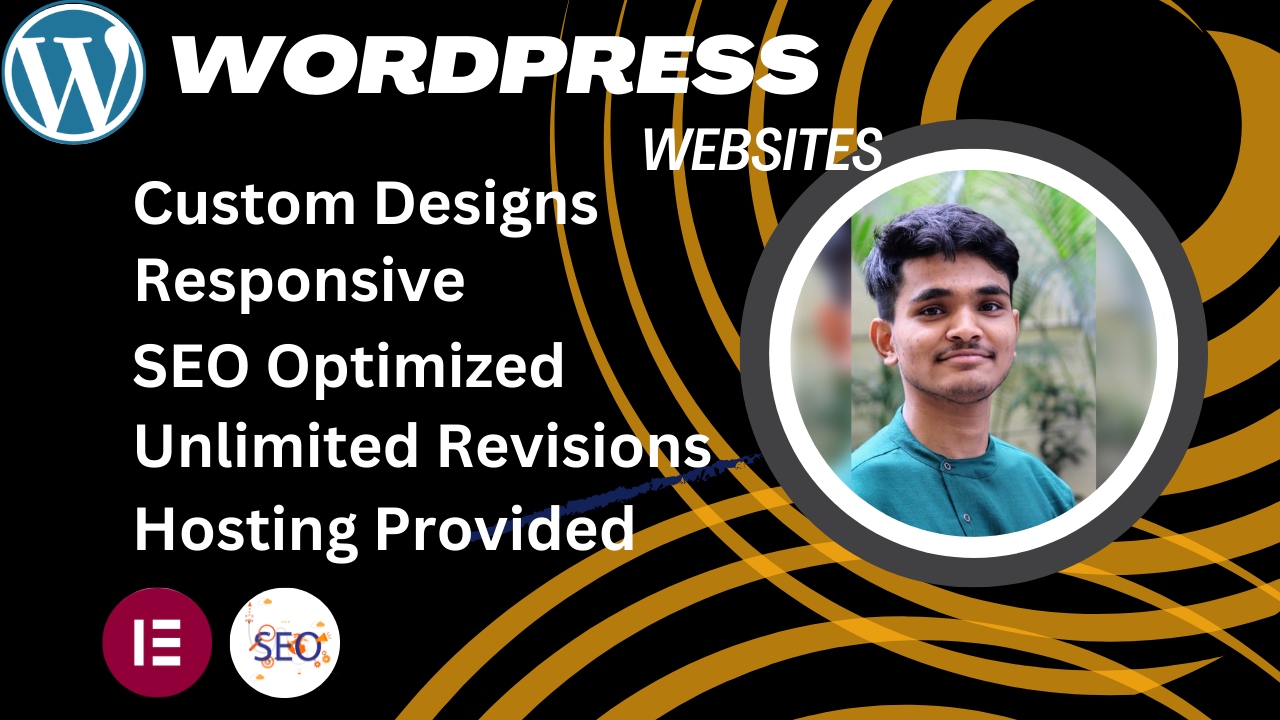 WORDPRESS
WEBSITES
Custom Designs
Responsive
SEO Optimized
Unlimited Revisions
Hosting Provided
SEO